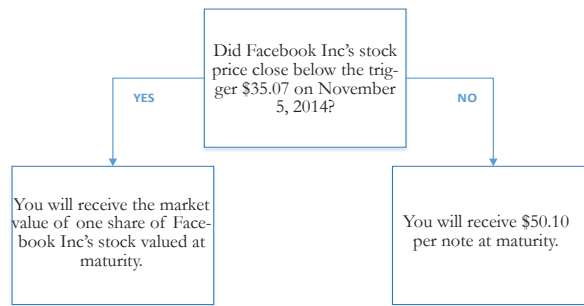 Did Facebook Inc's stock
price close below the trig-
ger $35.07 on November
5, 2014?
YES
NO
You will receive the market
value of one share of Face-
book Inc's stock valued at
maturity.
You will receive $50.10
per note at maturity.